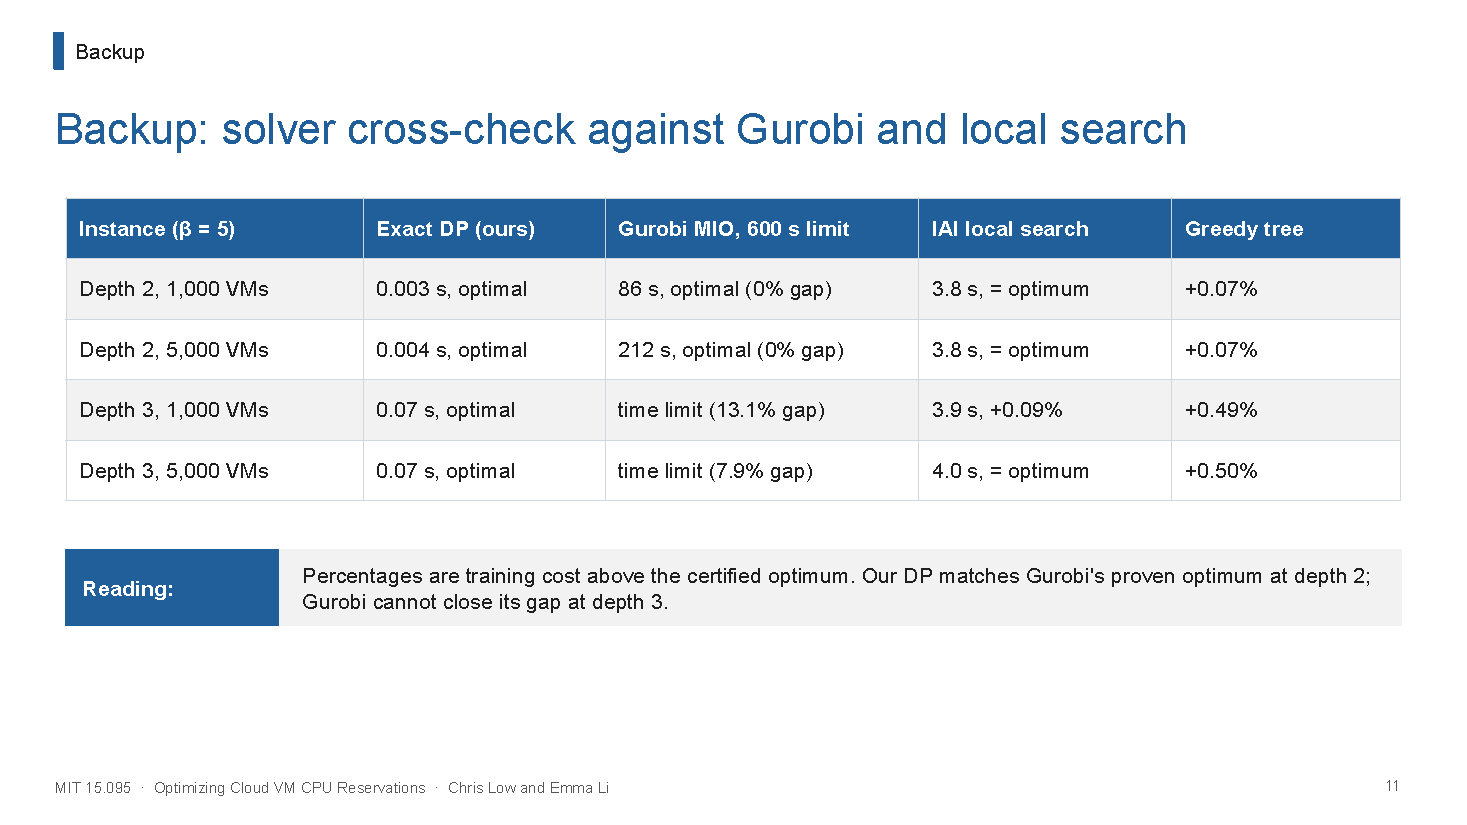 Backup
Backup: solver cross-check against Gurobi and local search
Instance (β = 5) Exact DP (ours) Gurobi MIO, 600 s limit IAI local search Greedy tree
Depth 2, 1,000 VMs 0.003 s, optimal 86 s, optimal (0% gap) 3.8 s, = optimum +0.07%
Depth 2, 5,000 VMs 0.004 s, optimal 212 s, optimal (0% gap) 3.8 s, = optimum +0.07%
Depth 3, 1,000 VMs 0.07 s, optimal time limit (13.1% gap) 3.9 s, +0.09% +0.49%
Depth 3, 5,000 VMs 0.07 s, optimal time limit (7.9% gap) 4.0 s, = optimum +0.50%
Reading:
Percentages are training cost above the certified optimum. Our DP matches Gurobi's proven optimum at depth 2;
Gurobi cannot close its gap at depth 3.
MIT 15.095 · Optimizing Cloud VM CPU Reservations · Chris Low and Emma Li
11